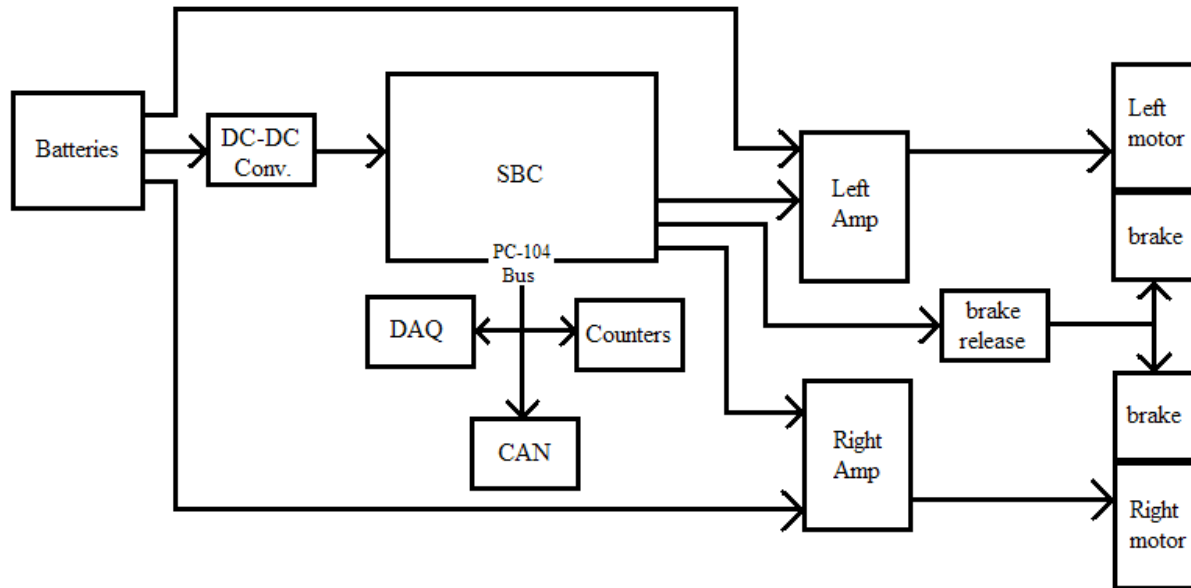 Batteries
DC-DC
Conv.
SBC
PC-104
Bus
DAQ
Counters
CAN
Left
Amp
Right
Amp
brake
release
Left
motor
brake
brake
Right
motor